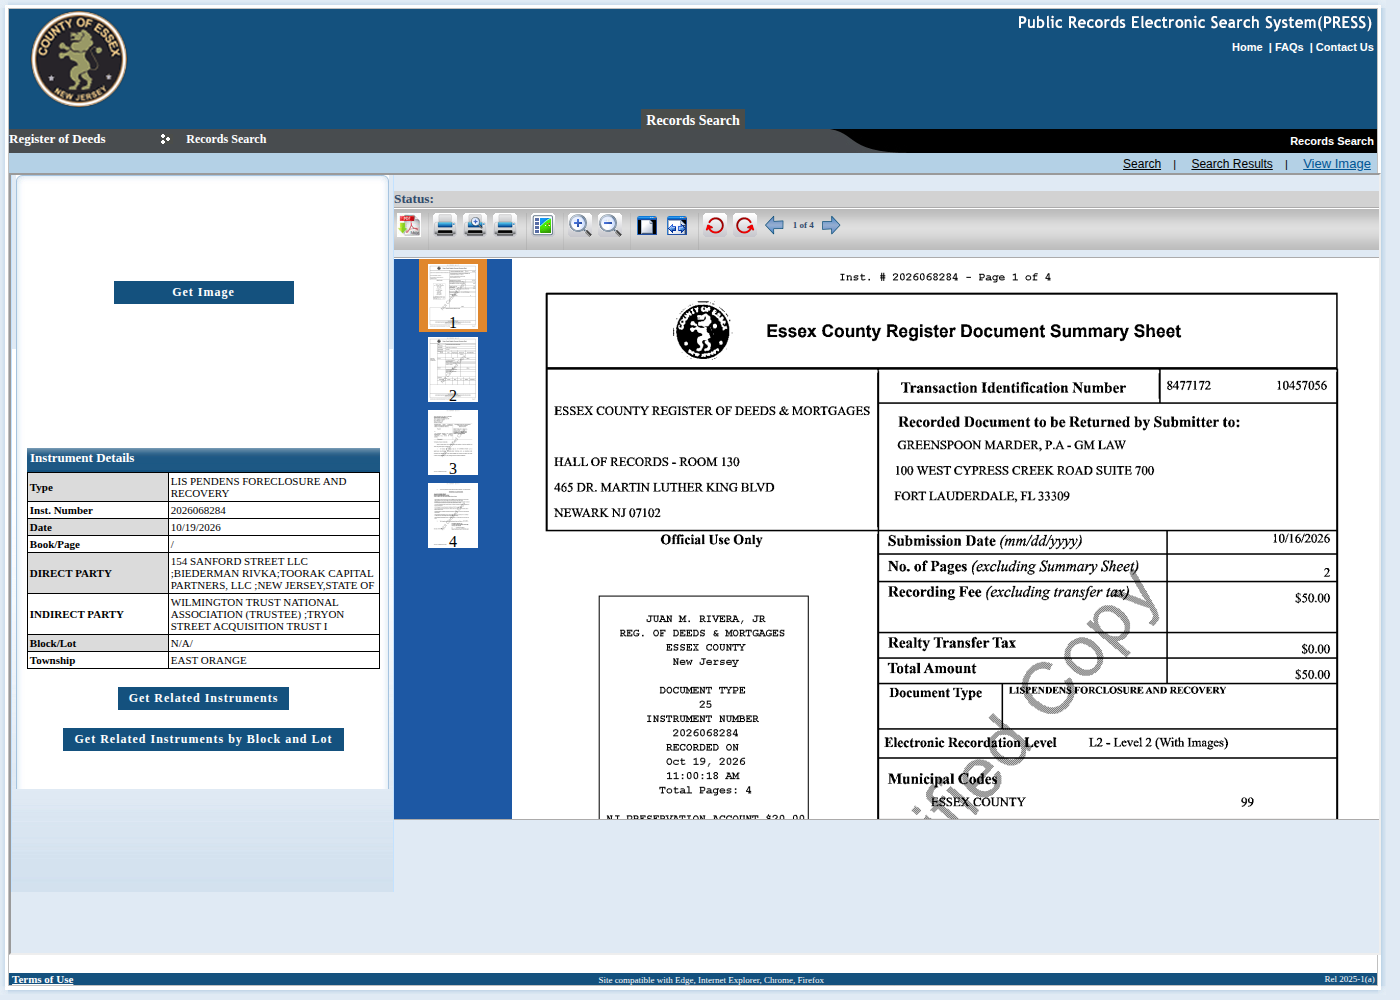 COUNTY OF ESSEX
NEW JERSEY
Public Records Electronic Search System(PRESS)
Home | FAQs | Contact Us
Records Search
Register of Deeds
Records Search
Records Search
Search | Search Results | View Image
Status:
1 of 4
Get Image
Instrument Details
Type
LIS PENDENS FORECLOSURE AND
RECOVERY
Inst. Number
2026068284
Date
10/19/2026
Book/Page
/
DIRECT PARTY
154 SANFORD STREET LLC
;BIEDERMAN RIVKA;TOORAK CAPITAL
PARTNERS, LLC ;NEW JERSEY,STATE OF
INDIRECT PARTY
WILMINGTON TRUST NATIONAL
ASSOCIATION (TRUSTEE) ;TRYON
STREET ACQUISITION TRUST I
Block/Lot
N/A/
Township
EAST ORANGE
Get Related Instruments
Get Related Instruments by Block and Lot
1
2
3
4
Inst. # 2026068284 - Page 1 of 4
Essex County Register Document Summary Sheet
ESSEX COUNTY REGISTER OF DEEDS & MORTGAGES
HALL OF RECORDS - ROOM 130
465 DR. MARTIN LUTHER KING BLVD
NEWARK NJ 07102
Transaction Identification Number
8477172
10457056
Recorded Document to be Returned by Submitter to:
GREENSPOON MARDER, P.A - GM LAW
100 WEST CYPRESS CREEK ROAD SUITE 700
FORT LAUDERDALE, FL 33309
Official Use Only
JUAN M. RIVERA, JR
REG. OF DEEDS & MORTGAGES
ESSEX COUNTY
New Jersey
DOCUMENT TYPE
25
INSTRUMENT NUMBER
2026068284
RECORDED ON
Oct 19, 2026
11:00:18 AM
Total Pages: 4
NJ PRESERVATION ACCOUNT $20.00
Submission Date (mm/dd/yyyy)
10/16/2026
No. of Pages (excluding Summary Sheet)
2
Recording Fee (excluding transfer tax)
$50.00
Realty Transfer Tax
$0.00
Total Amount
$50.00
Document Type
LISPENDENS FORCLOSURE AND RECOVERY
Electronic Recordation Level
L2 - Level 2 (With Images)
Municipal Codes
ESSEX COUNTY
99
Copy
Terms of Use
Site compatible with Edge, Internet Explorer, Chrome, Firefox
Rel 2025-1(a)